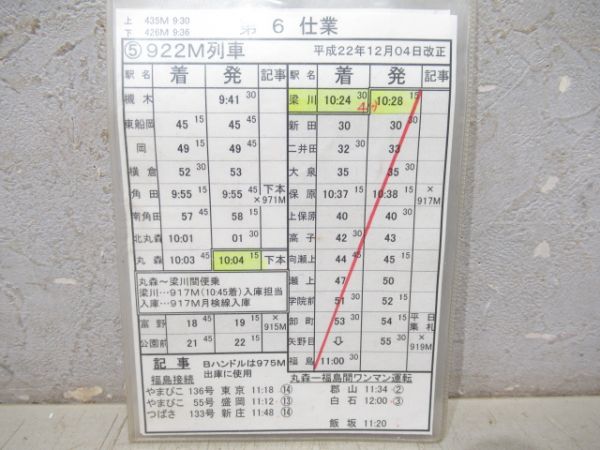 上 435M 9:30
下 426M 9:36
第 6 仕業
⑤922M列車 平成22年12月04日改正
駅名 着 発 記事
槻木 9:41 30
東船岡 45 15 45 45
岡 49 15 49 45
横倉 52 30 53
角田 9:55 15 9:55 45 下本 ×971M
南角田 57 45 58 15
北丸森 10:01 01 30
丸森 10:03 45 10:04 15 下本
丸森～梁川間便乗
梁川…917M(10:45着)入庫担当
入庫…917M月検線入庫
富野 18 45 19 15 × 915M
公園前 21 45 22 15
駅名 着 発 記事
梁川 10:24 30 10:28 15
新田 30 30 30
二井田 32 30 33
大泉 35 35 30
保原 10:37 15 10:38 15 × 917M
上保原 40 40 30
高子 42 30 43
向瀬上 44 45 45 15
瀬上 47 50
学院前 51 30 52 15
卸町 53 30 54 15 平日集札
矢野目 ⇩ 55 30 × 919M
福島 11:00 30
記事 Bハンドルは975M
出庫に使用
福島接続
やまびこ 136号 東京 11:18 ⑭
やまびこ 55号 盛岡 11:12 ⑬
つばさ 133号 新庄 11:48 ⑭
丸森ー福島間ワンマン運転
郡山 11:34 ②
白石 12:00 ③
飯坂 11:20